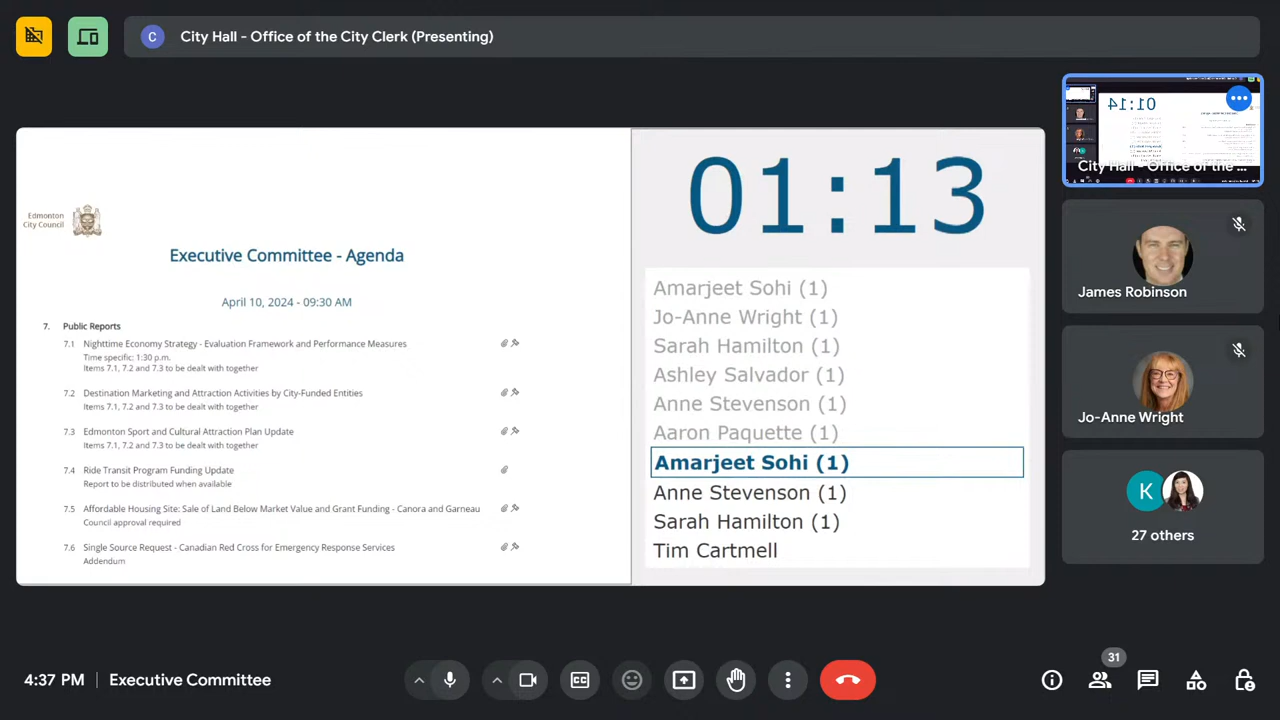 C City Hall - Office of the City Clerk (Presenting)
Edmonton
City Council
Executive Committee - Agenda
April 10, 2024 - 09:30 AM
7. Public Reports
7.1 Nighttime Economy Strategy - Evaluation Framework and Performance Measures
Time specific: 1:30 p.m.
Items 7.1, 7.2 and 7.3 to be dealt with together
7.2 Destination Marketing and Attraction Activities by City-Funded Entities
Items 7.1, 7.2 and 7.3 to be dealt with together
7.3 Edmonton Sport and Cultural Attraction Plan Update
Items 7.1, 7.2 and 7.3 to be dealt with together
7.4 Ride Transit Program Funding Update
Report to be distributed when available
7.5 Affordable Housing Site: Sale of Land Below Market Value and Grant Funding - Canora and Garneau
Council approval required
7.6 Single Source Request - Canadian Red Cross for Emergency Response Services
Addendum
01:13
Amarjeet Sohi (1)
Jo-Anne Wright (1)
Sarah Hamilton (1)
Ashley Salvador (1)
Anne Stevenson (1)
Aaron Paquette (1)
Amarjeet Sohi (1)
Anne Stevenson (1)
Sarah Hamilton (1)
Tim Cartmell
01:14
City Hall - Office of the ...
James Robinson
Jo-Anne Wright
K
27 others
4:37 PM | Executive Committee
31